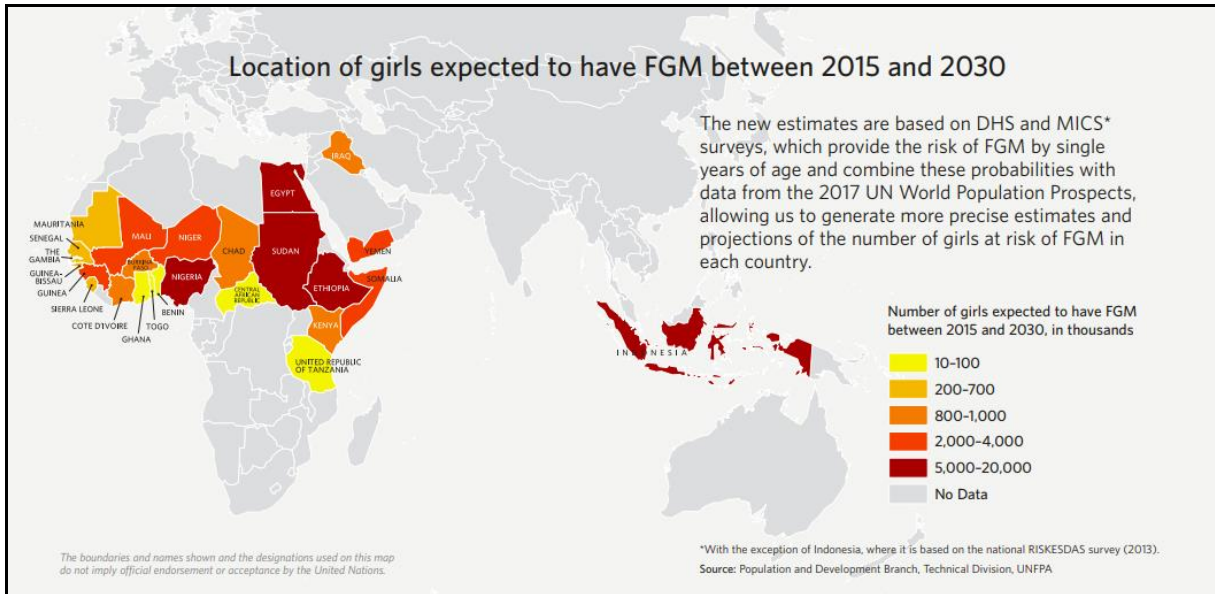 Location of girls expected to have FGM between 2015 and 2030
The new estimates are based on DHS and MICS*
surveys, which provide the risk of FGM by single
years of age and combine these probabilities with
data from the 2017 UN World Population Prospects,
allowing us to generate more precise estimates and
projections of the number of girls at risk of FGM in
each country.
IRAQ
EGYPT
MAURITANIA
SENEGAL
THE
GAMBIA
GUINEA-
BISSAU
GUINEA
SIERRA LEONE
COTE D'IVOIRE
GHANA
TOGO
BENIN
MALI
NIGER
BURKINA
FASO
NIGERIA
CHAD
SUDAN
YEMEN
ETHIOPIA
SOMALIA
CENTRAL
AFRICAN
REPUBLIC
KENYA
UNITED REPUBLIC
OF TANZANIA
INDONESIA
Number of girls expected to have FGM
between 2015 and 2030, in thousands
10–100
200–700
800–1,000
2,000–4,000
5,000–20,000
No Data
The boundaries and names shown and the designations used on this map
do not imply official endorsement or acceptance by the United Nations.
*With the exception of Indonesia, where it is based on the national RISKESDAS survey (2013).
Source: Population and Development Branch, Technical Division, UNFPA